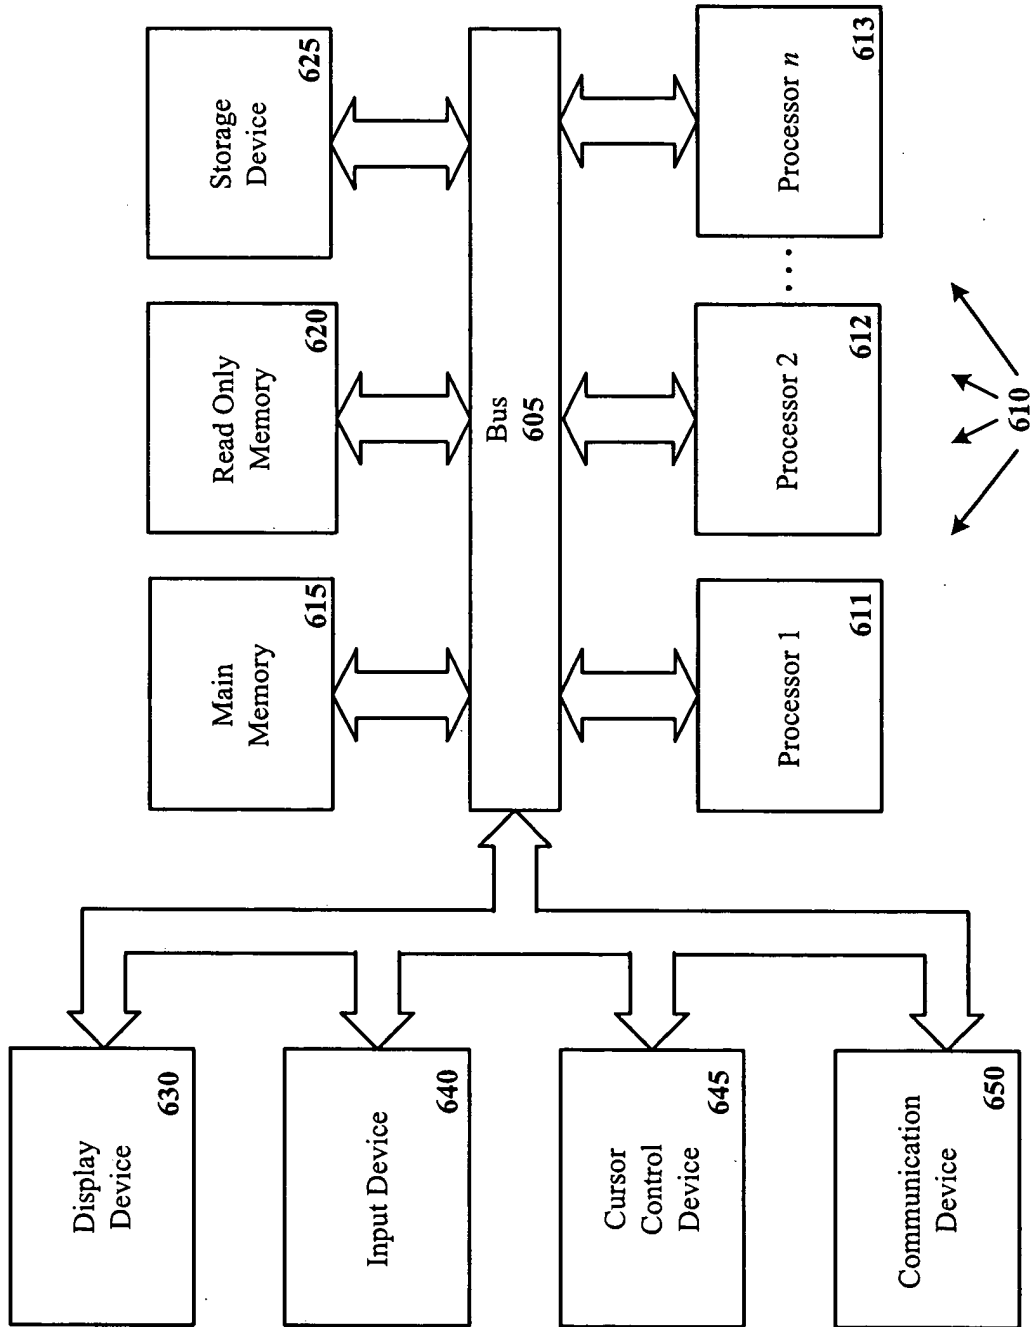 Main
Memory
615
Read Only
Memory
620
Storage
Device
625
Bus
605
Processor 1
611
Processor 2
612
...
Processor n
613
610
Display
Device
630
Input Device
640
Cursor
Control
Device
645
Communication
Device
650